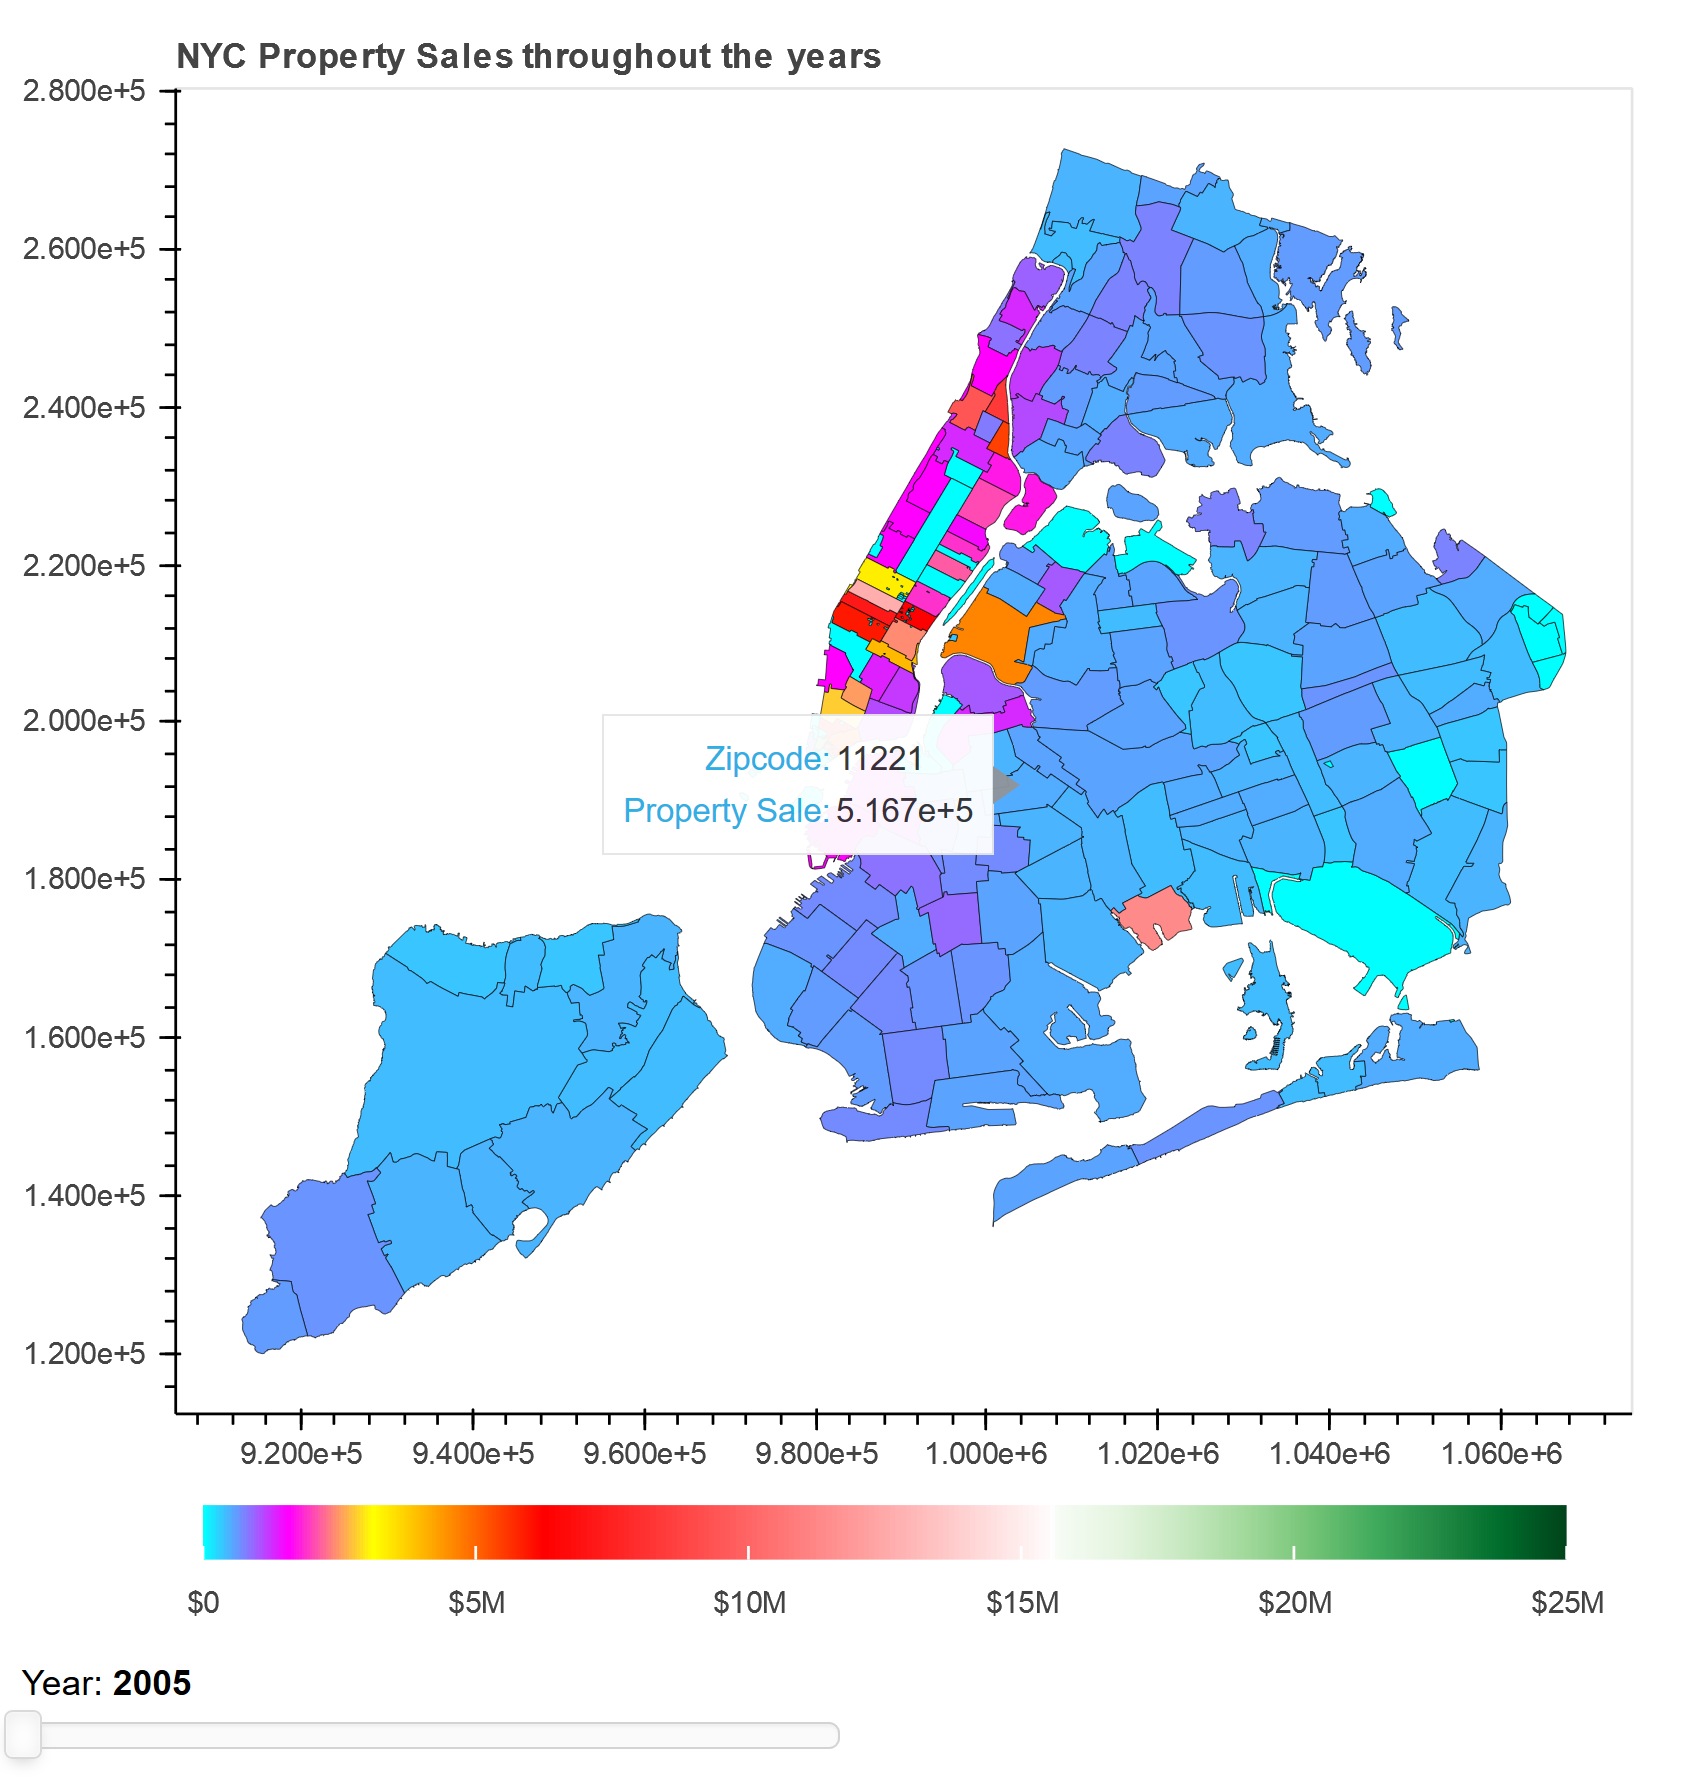 NYC Property Sales throughout the years
2.800e+5
2.600e+5
2.400e+5
2.200e+5
2.000e+5
Zipcode: 11221
Property Sale: 5.167e+5
1.800e+5
1.600e+5
1.400e+5
1.200e+5
9.200e+5 9.400e+5 9.600e+5 9.800e+5 1.000e+6 1.020e+6 1.040e+6 1.060e+6
$0 $5M $10M $15M $20M $25M
Year: 2005